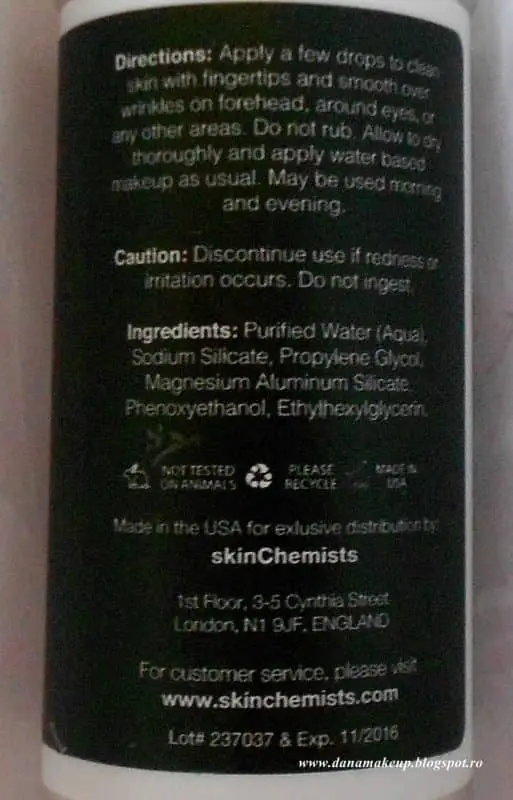 Directions: Apply a few drops to clean
skin with fingertips and smooth over
wrinkles on forehead, around eyes, or
any other areas. Do not rub. Allow to dry
thoroughly and apply water based
makeup as usual. May be used morning
and evening.
Caution: Discontinue use if redness or
irritation occurs. Do not ingest.
Ingredients: Purified Water (Aqua),
Sodium Silicate, Propylene Glycol,
Magnesium Aluminum Silicate,
Phenoxyethanol, Ethylhexylglycerin.
NOT TESTED
ON ANIMALS
PLEASE
RECYCLE
MADE IN
USA
Made in the USA for exlusive distribution by:
skinChemists
1st Floor, 3-5 Cynthia Street
London, N1 9JF, ENGLAND
For customer service, please visit
www.skinchemists.com
Lot# 237037 & Exp. 11/2016
www.danamakeup.blogspot.ro